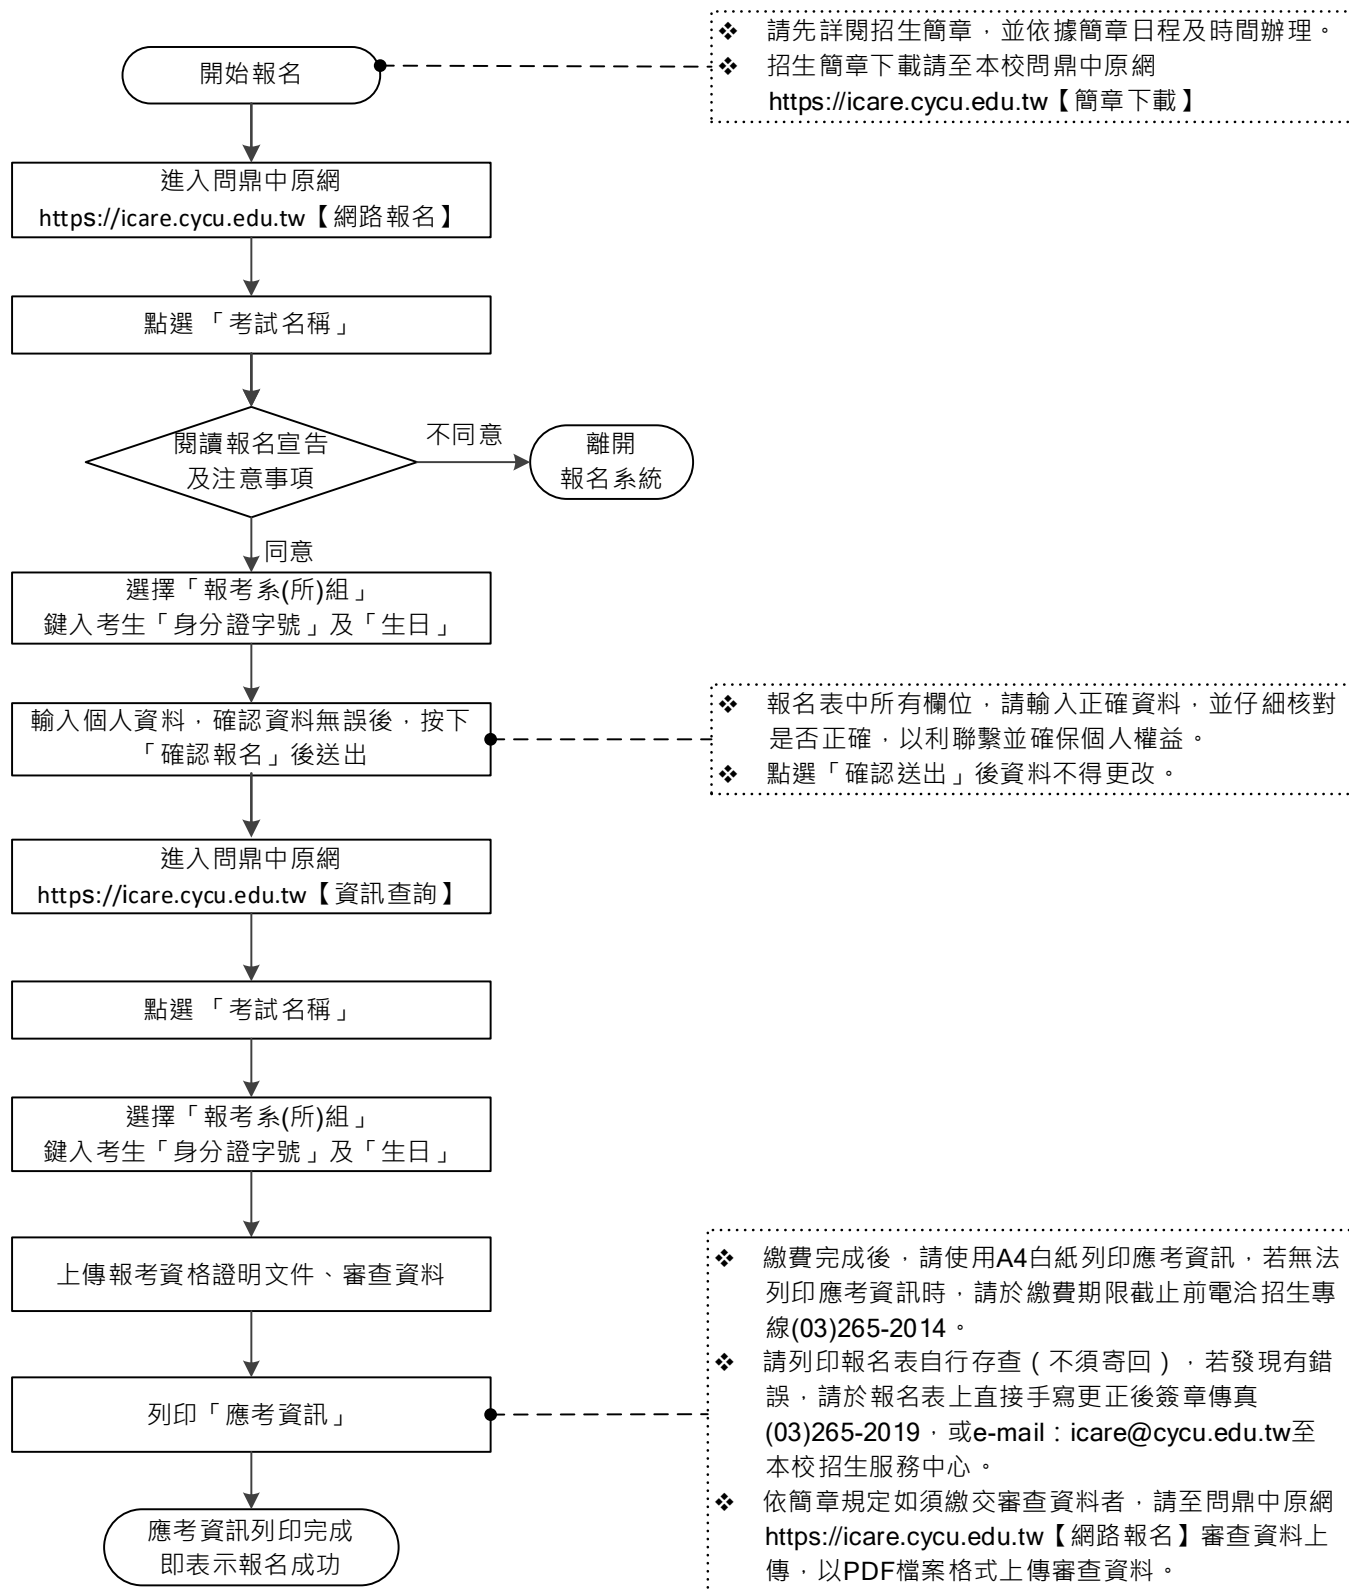 開始報名
❖ 請先詳閱招生簡章，並依據簡章日程及時間辦理。
❖ 招生簡章下載請至本校問鼎中原網
https://icare.cycu.edu.tw【簡章下載】
進入問鼎中原網
https://icare.cycu.edu.tw【網路報名】
點選「考試名稱」
閱讀報名宣告
及注意事項
不同意
離開
報名系統
同意
選擇「報考系(所)組」
鍵入考生「身分證字號」及「生日」
輸入個人資料，確認資料無誤後，按下
「確認報名」後送出
❖ 報名表中所有欄位，請輸入正確資料，並仔細核對
是否正確，以利聯繫並確保個人權益。
❖ 點選「確認送出」後資料不得更改。
進入問鼎中原網
https://icare.cycu.edu.tw【資訊查詢】
點選「考試名稱」
選擇「報考系(所)組」
鍵入考生「身分證字號」及「生日」
上傳報考資格證明文件、審查資料
列印「應考資訊」
❖ 繳費完成後，請使用A4白紙列印應考資訊，若無法
列印應考資訊時，請於繳費期限截止前電洽招生專
線(03)265-2014。
❖ 請列印報名表自行存查（不須寄回），若發現有錯
誤，請於報名表上直接手寫更正後簽章傳真
(03)265-2019，或e-mail：icare@cycu.edu.tw至
本校招生服務中心。
❖ 依簡章規定如須繳交審查資料者，請至問鼎中原網
https://icare.cycu.edu.tw【網路報名】審查資料上
傳，以PDF檔案格式上傳審查資料。
應考資訊列印完成
即表示報名成功